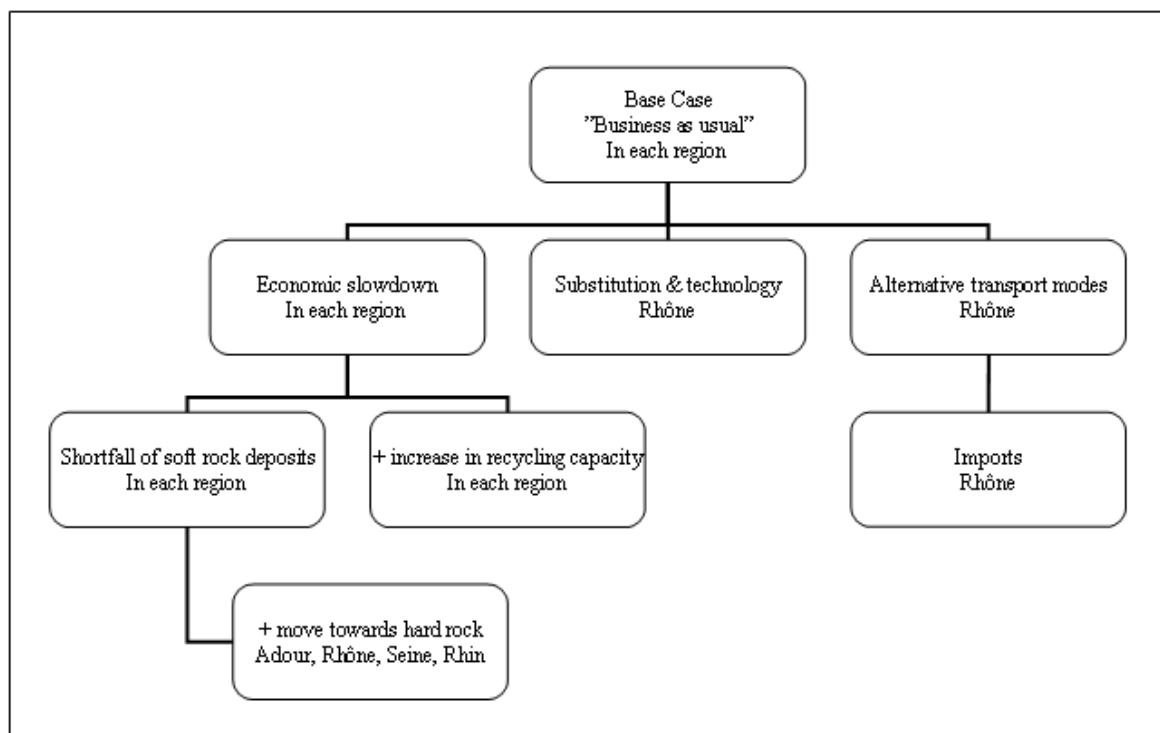 Base Case
”Business as usual”
In each region
Economic slowdown
In each region
Substitution & technology
Rhône
Alternative transport modes
Rhône
Shortfall of soft rock deposits
In each region
+ increase in recycling capacity
In each region
Imports
Rhône
+ move towards hard rock
Adour, Rhône, Seine, Rhin